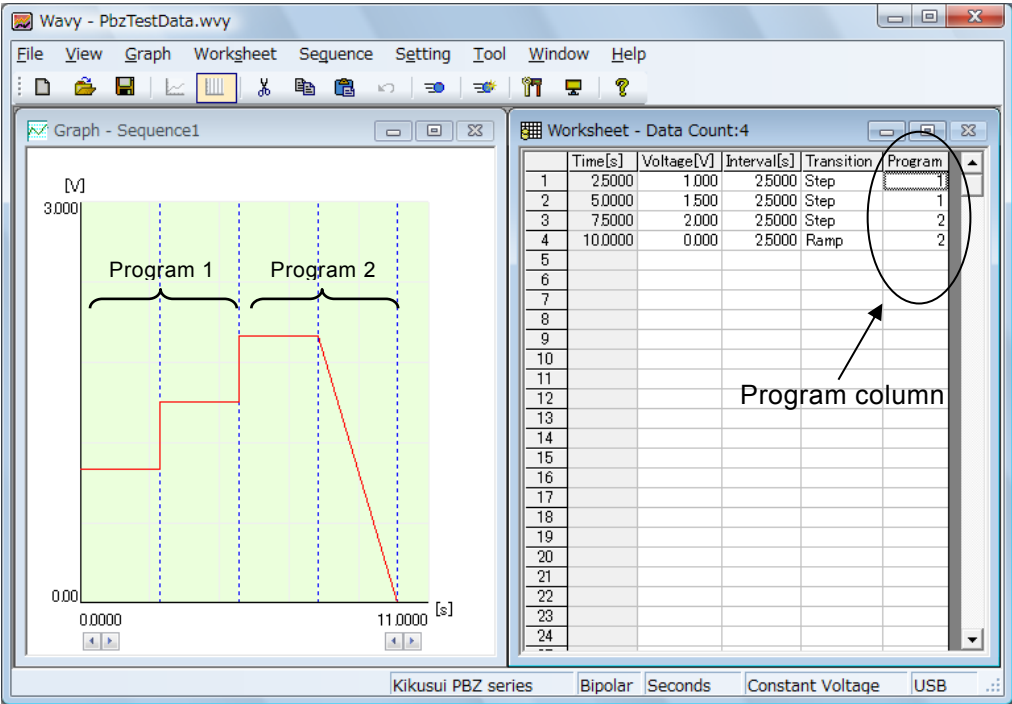 Wavy - PbzTestData.wvy
File View Graph Worksheet Sequence Setting Tool Window Help
Graph - Sequence1
[V]
3.000
Program 1 Program 2
0.00
0.0000 11.0000 [s]
Worksheet - Data Count:4
Time[s] Voltage[V] Interval[s] Transition Program
1 2.5000 1.000 2.5000 Step 1
2 5.0000 1.500 2.5000 Step 1
3 7.5000 2.000 2.5000 Step 2
4 10.0000 0.000 2.5000 Ramp 2
5
6
7
8
9
10
11
12
13
14
15
16
17
18
19
20
21
22
23
24
Program column
Kikusui PBZ series Bipolar Seconds Constant Voltage USB